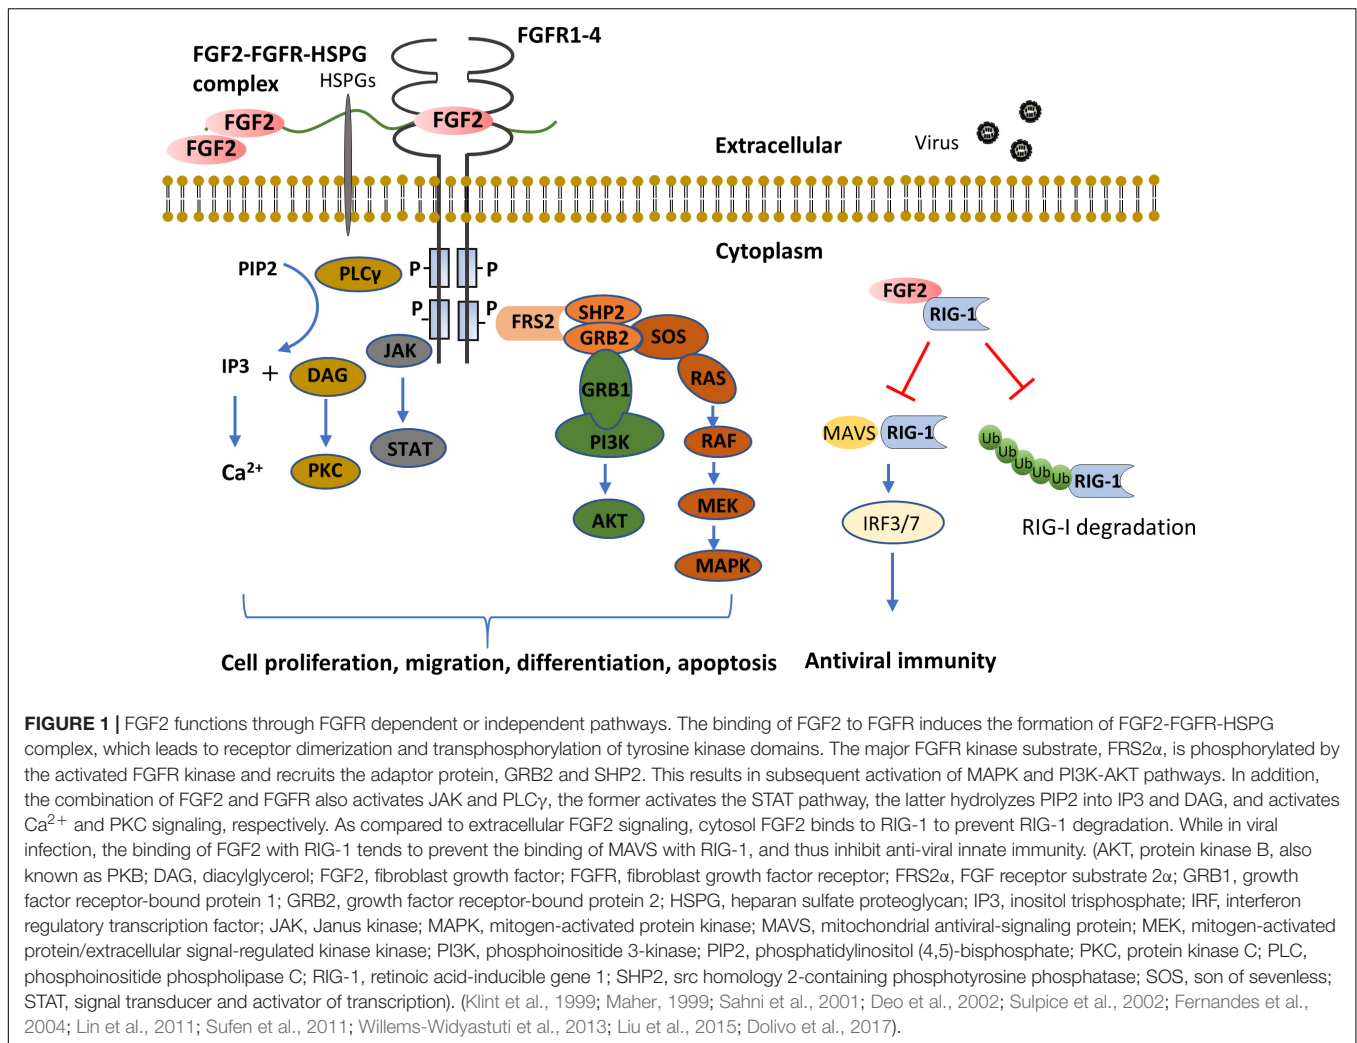 FGFR1-4
FGF2-FGFR-HSPG
complex
HSPGs
FGF2
FGF2
FGF2
Extracellular
Virus
Cytoplasm
PIP2
PLCγ
P
P
P
P
FGF2
RIG-1
FRS2
SHP2
GRB2
SOS
JAK
IP3
+
DAG
GRB1
RAS
MAVS
RIG-1
Ub
Ub
Ub
Ub
Ub
RIG-1
STAT
PI3K
RAF
Ca2+
PKC
AKT
MEK
IRF3/7
RIG-I degradation
MAPK
Cell proliferation, migration, differentiation, apoptosis
Antiviral immunity
FIGURE 1 | FGF2 functions through FGFR dependent or independent pathways. The binding of FGF2 to FGFR induces the formation of FGF2-FGFR-HSPG
complex, which leads to receptor dimerization and transphosphorylation of tyrosine kinase domains. The major FGFR kinase substrate, FRS2α, is phosphorylated by
the activated FGFR kinase and recruits the adaptor protein, GRB2 and SHP2. This results in subsequent activation of MAPK and PI3K-AKT pathways. In addition,
the combination of FGF2 and FGFR also activates JAK and PLCγ, the former activates the STAT pathway, the latter hydrolyzes PIP2 into IP3 and DAG, and activates
Ca2+ and PKC signaling, respectively. As compared to extracellular FGF2 signaling, cytosol FGF2 binds to RIG-1 to prevent RIG-1 degradation. While in viral
infection, the binding of FGF2 with RIG-1 tends to prevent the binding of MAVS with RIG-1, and thus inhibit anti-viral innate immunity. (AKT, protein kinase B, also
known as PKB; DAG, diacylglycerol; FGF2, fibroblast growth factor; FGFR, fibroblast growth factor receptor; FRS2α, FGF receptor substrate 2α; GRB1, growth
factor receptor-bound protein 1; GRB2, growth factor receptor-bound protein 2; HSPG, heparan sulfate proteoglycan; IP3, inositol trisphosphate; IRF, interferon
regulatory transcription factor; JAK, Janus kinase; MAPK, mitogen-activated protein kinase; MAVS, mitochondrial antiviral-signaling protein; MEK, mitogen-activated
protein/extracellular signal-regulated kinase kinase; PI3K, phosphoinositide 3-kinase; PIP2, phosphatidylinositol (4,5)-bisphosphate; PKC, protein kinase C; PLC,
phosphoinositide phospholipase C; RIG-1, retinoic acid-inducible gene 1; SHP2, src homology 2-containing phosphotyrosine phosphatase; SOS, son of sevenless;
STAT, signal transducer and activator of transcription). (Klint et al., 1999; Maher, 1999; Sahni et al., 2001; Deo et al., 2002; Sulpice et al., 2002; Fernandes et al.,
2004; Lin et al., 2011; Sufen et al., 2011; Willems-Widyastuti et al., 2013; Liu et al., 2015; Dolivo et al., 2017).